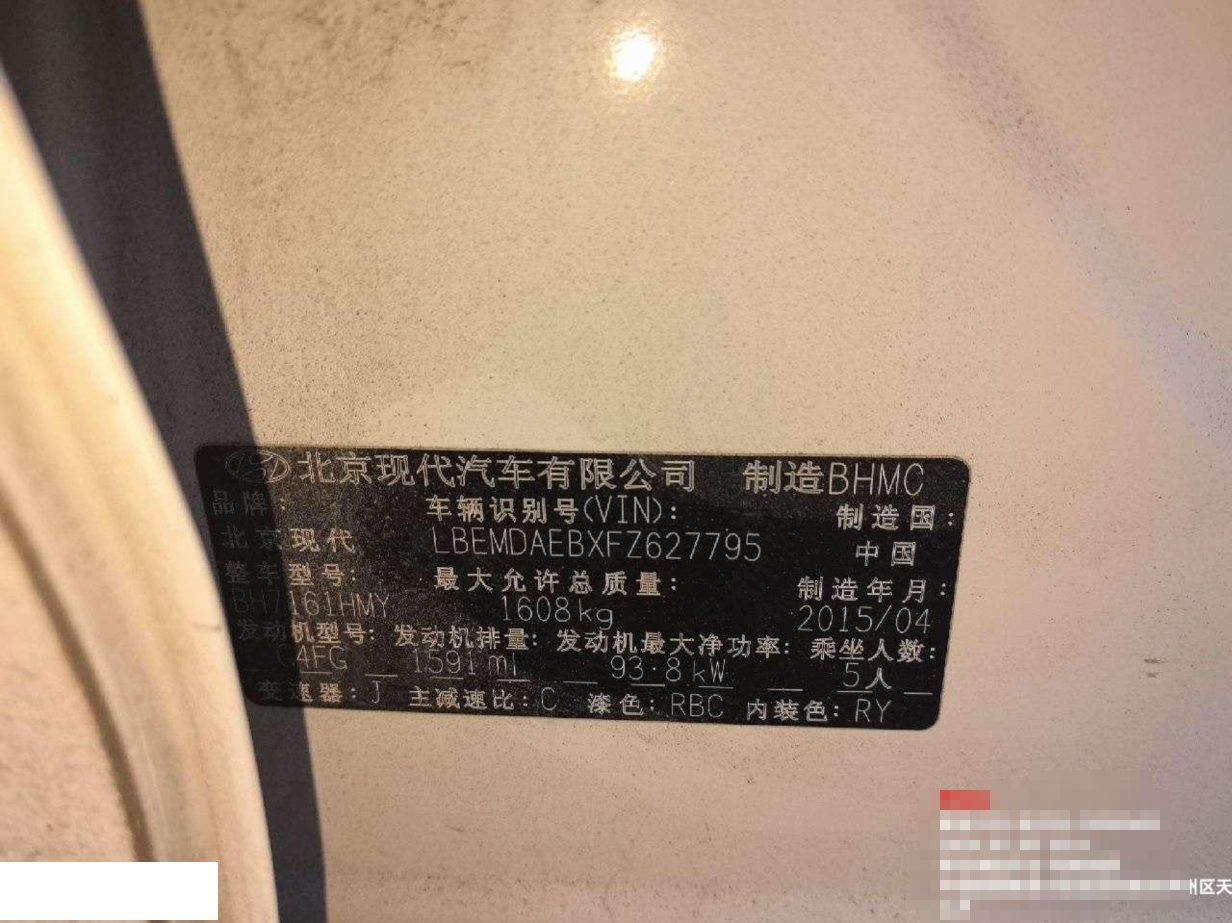 北京现代汽车有限公司 制造BHMC
品牌: 车辆识别号(VIN): 制造国:
北京现代 LBEMDAEBXFZ627795 中国
整车型号: 最大允许总质量: 制造年月:
BH7161HMY 1608kg 2015/04
发动机型号: 发动机排量: 发动机最大净功率: 乘坐人数:
G4FG 1591ml 93.8kW 5人
变速器: J 主减速比: C 漆色: RBC 内装色: RY
州区天